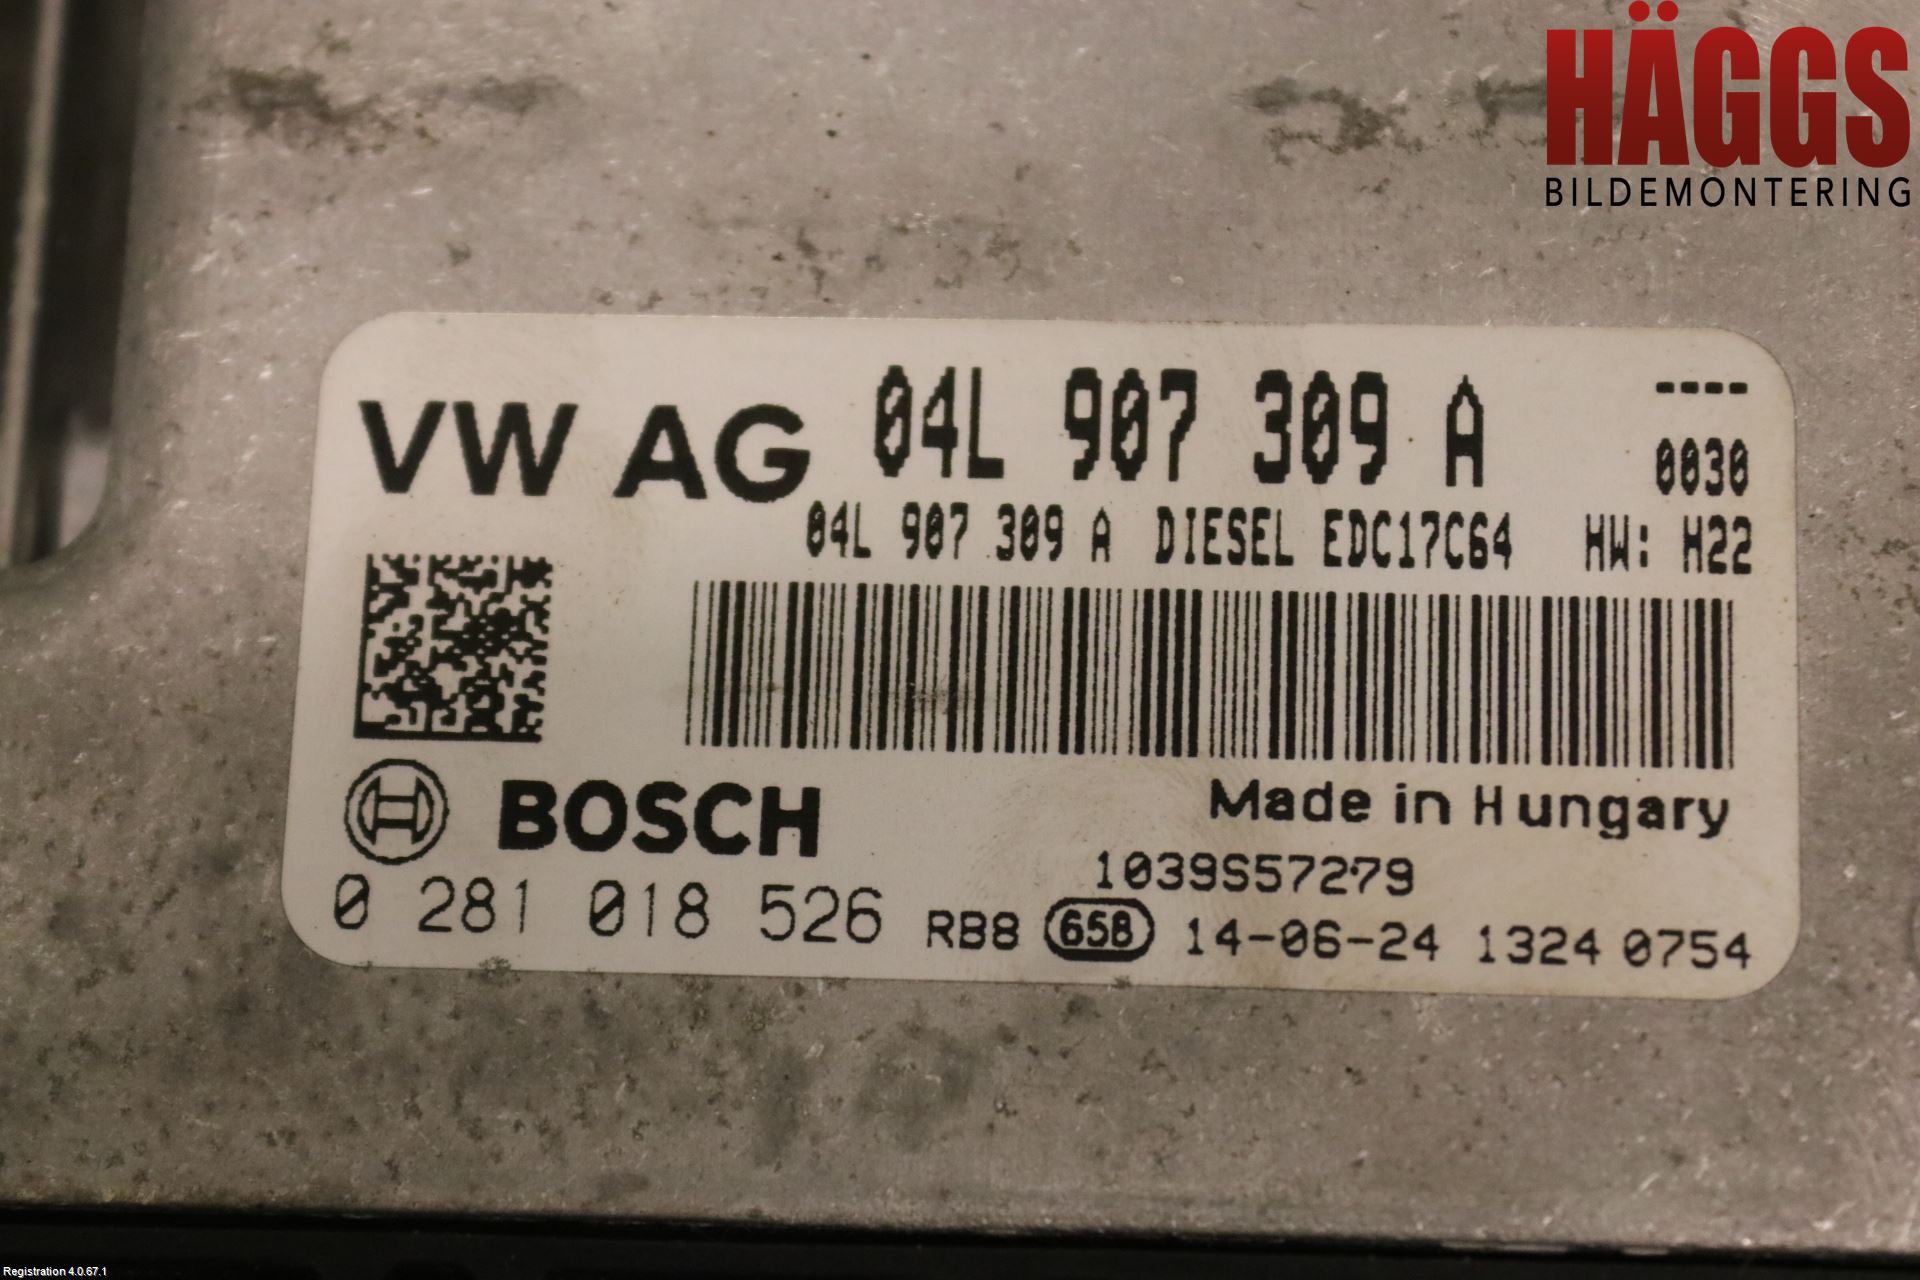 HÄGGS
BILDEMONTERING
VW AG 04L 907 309 A ----
0030
04L 907 309 A DIESEL EDC17C64 HW: H22
BOSCH Made in Hungary
1039S57279
0 281 018 526 RB8 658 14-06-24 1324 0754
Registration 4.0.67.1